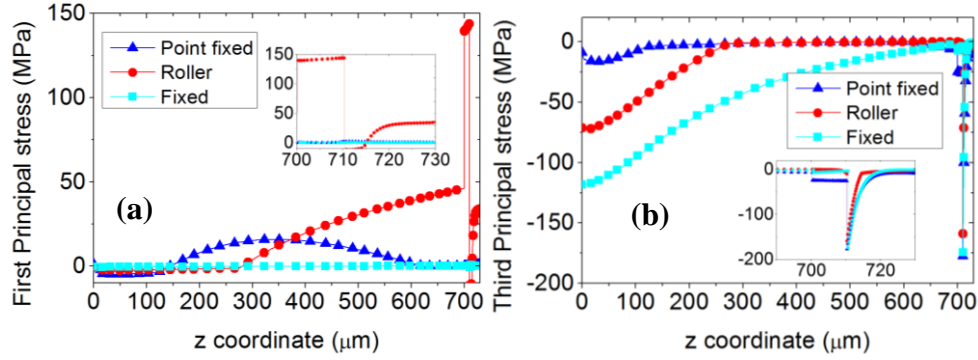 First Principal stress (MPa)
150
100
50
0
Point fixed
Roller
Fixed
150
100
50
0
700
710
720
730
(a)
0 100 200 300 400 500 600 700
z coordinate (μm)
Third Principal stress (MPa)
0
-50
-100
-150
-200
Point fixed
Roller
Fixed
0
-100
-200
700
720
(b)
0 100 200 300 400 500 600 700
z coordinate (μm)